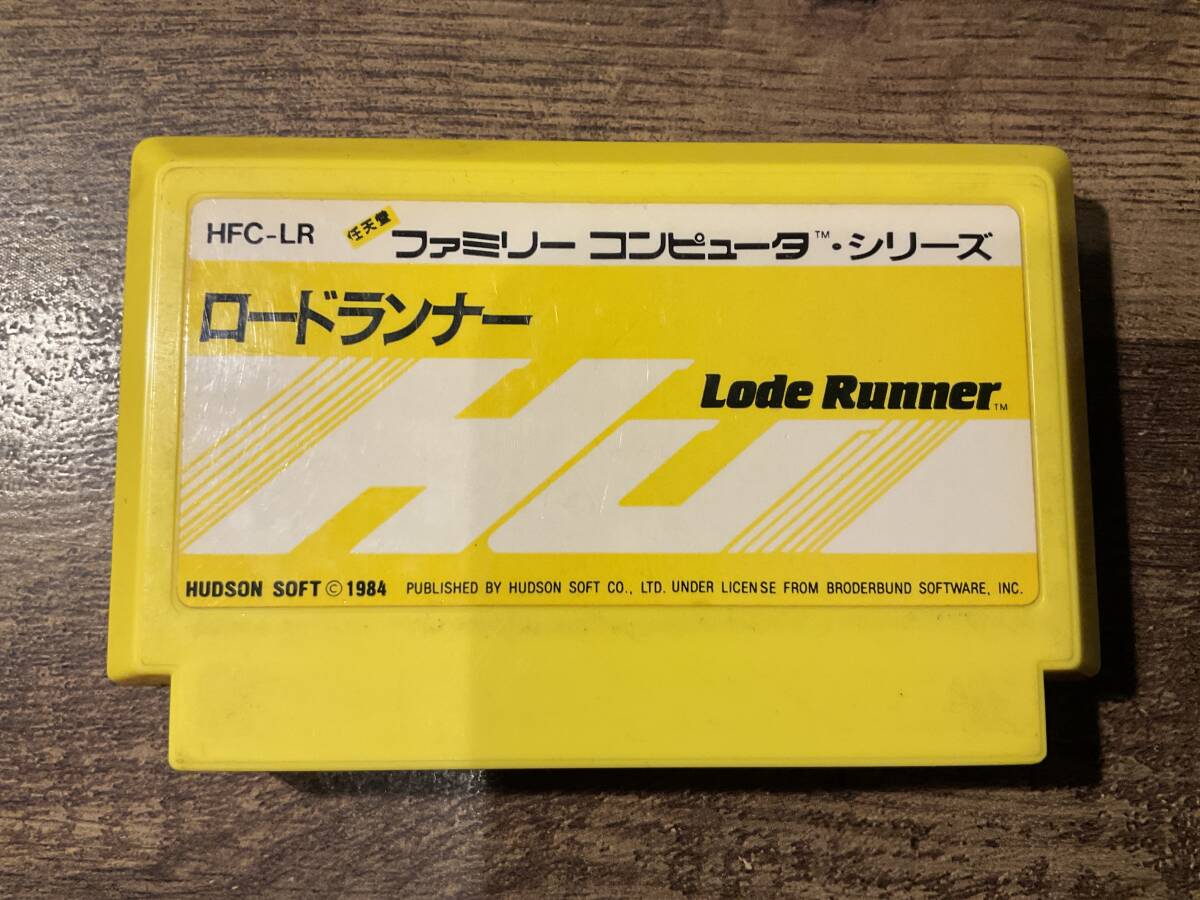 HFC-LR 任天堂 ファミリー コンピュータ™・シリーズ
ロードランナー
Lode Runner™
Hu
HUDSON SOFT © 1984 PUBLISHED BY HUDSON SOFT CO., LTD. UNDER LICENSE FROM BRODERBUND SOFTWARE, INC.